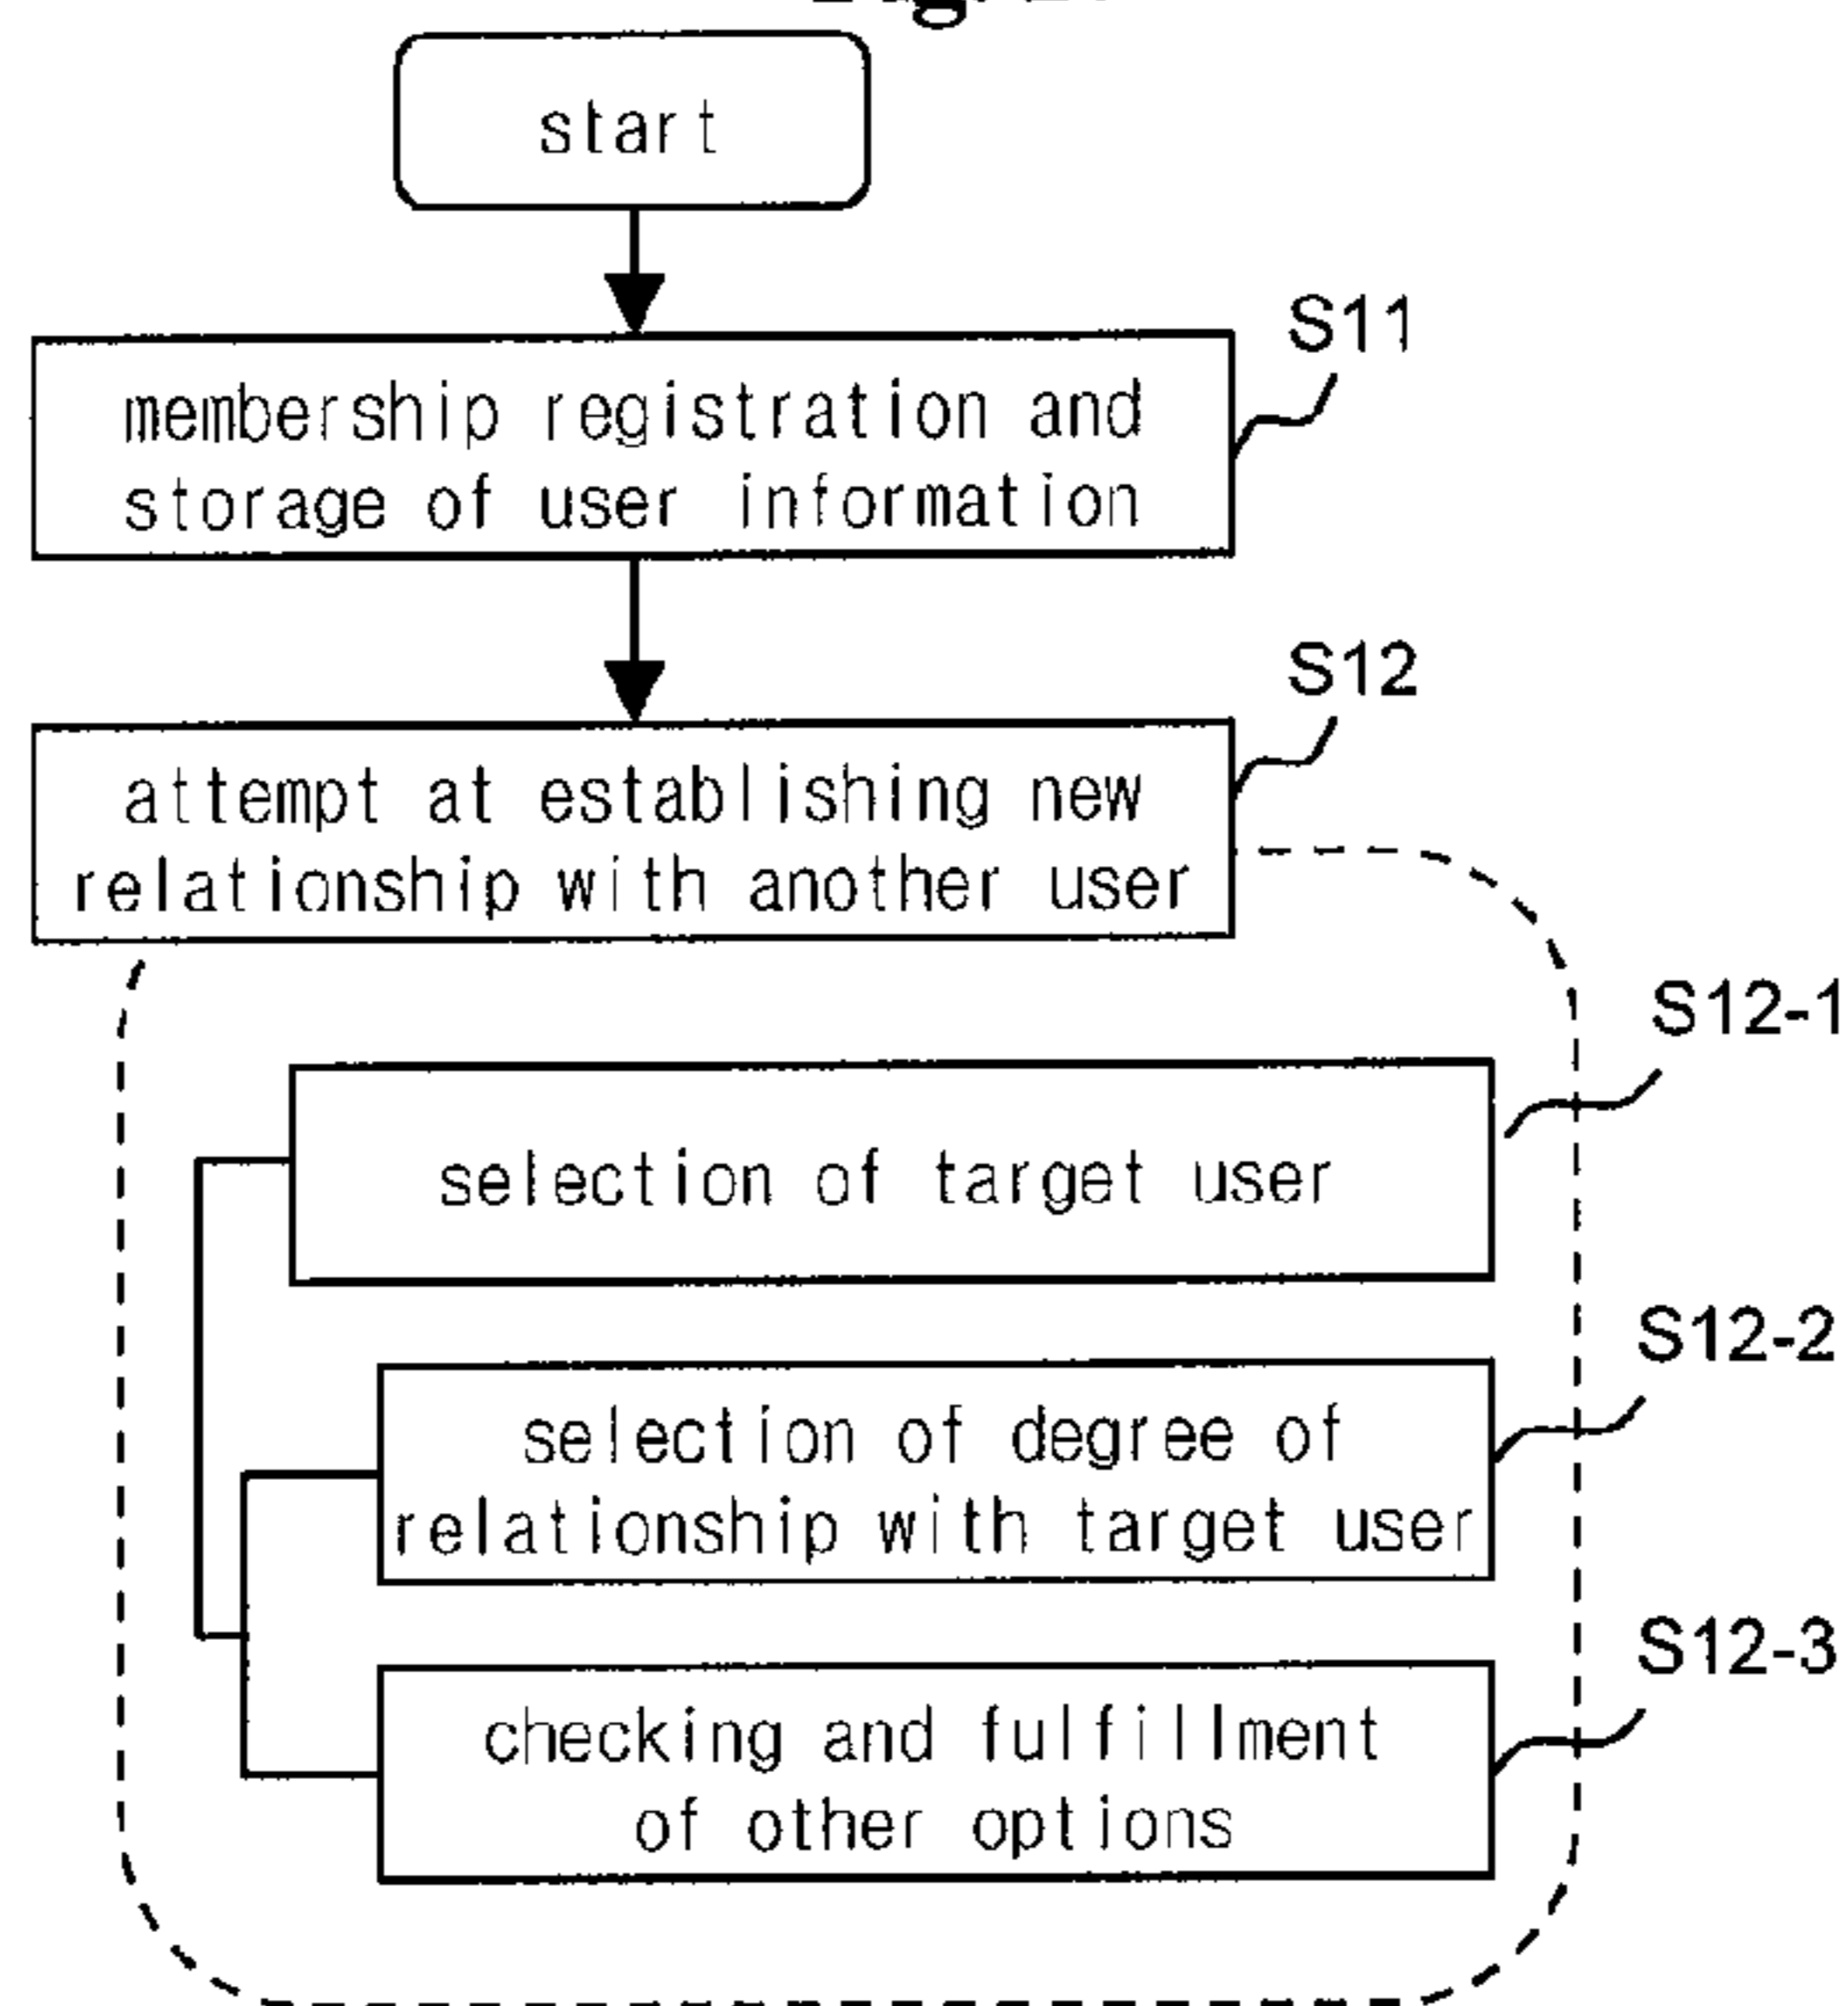 start
S11
membership registration and
storage of user information
S12
attempt at establishing new
relationship with another user
S12-1
selection of target user
S12-2
selection of degree of
relationship with target user
S12-3
checking and fulfillment
of other options